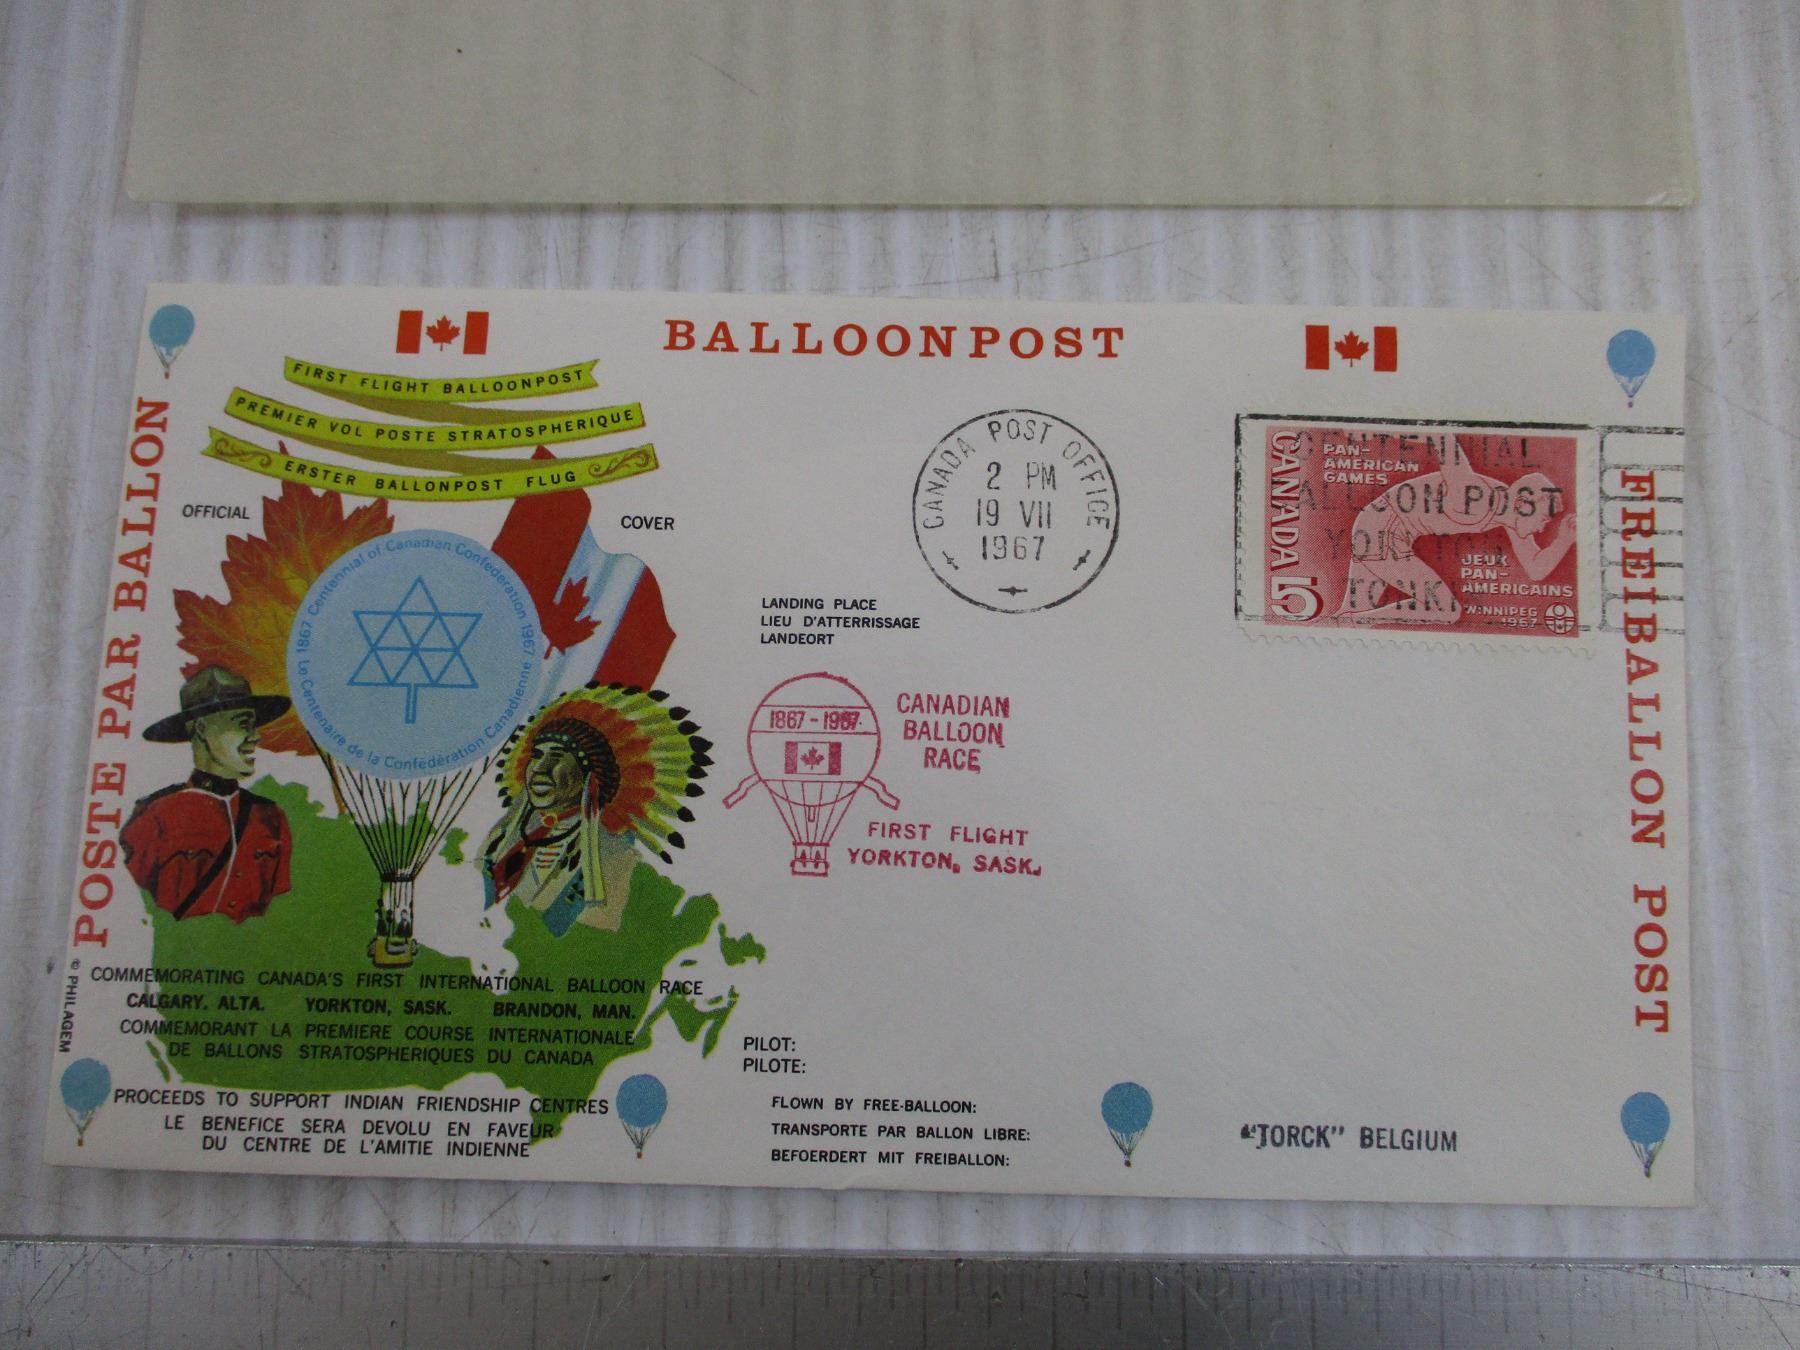 BALLOONPOST
FIRST FLIGHT BALLOONPOST
PREMIER VOL POSTE STRATOSPHERIQUE
ERSTER BALLONPOST FLUG
OFFICIAL COVER
1867 Centennial of Canadian Confederation 1967
Le Centenaire de la Confédération Canadienne
POSTE PAR BALLON
© PHILAGEM
COMMEMORATING CANADA'S FIRST INTERNATIONAL BALLOON RACE
CALGARY, ALTA. YORKTON, SASK. BRANDON, MAN.
COMMEMORANT LA PREMIERE COURSE INTERNATIONALE
DE BALLONS STRATOSPHERIQUES DU CANADA
PROCEEDS TO SUPPORT INDIAN FRIENDSHIP CENTRES
LE BENEFICE SERA DEVOLU EN FAVEUR
DU CENTRE DE L'AMITIE INDIENNE
CANADA POST OFFICE
2 PM
19 VII
1967
LANDING PLACE
LIEU D'ATTERRISSAGE
LANDEORT
1867-1967
CANADIAN
BALLOON
RACE
FIRST FLIGHT
YORKTON, SASK.
PILOT:
PILOTE:
FLOWN BY FREE-BALLOON:
TRANSPORTE PAR BALLON LIBRE:
BEFOERDERT MIT FREIBALLON:
"TORCK" BELGIUM
CENTENNIAL
POST
CANADA 5
PAN-
AMERICAN
GAMES
JEUX
PAN-
AMERICAINS
WINNIPEG
1967
FREIBALLON POST